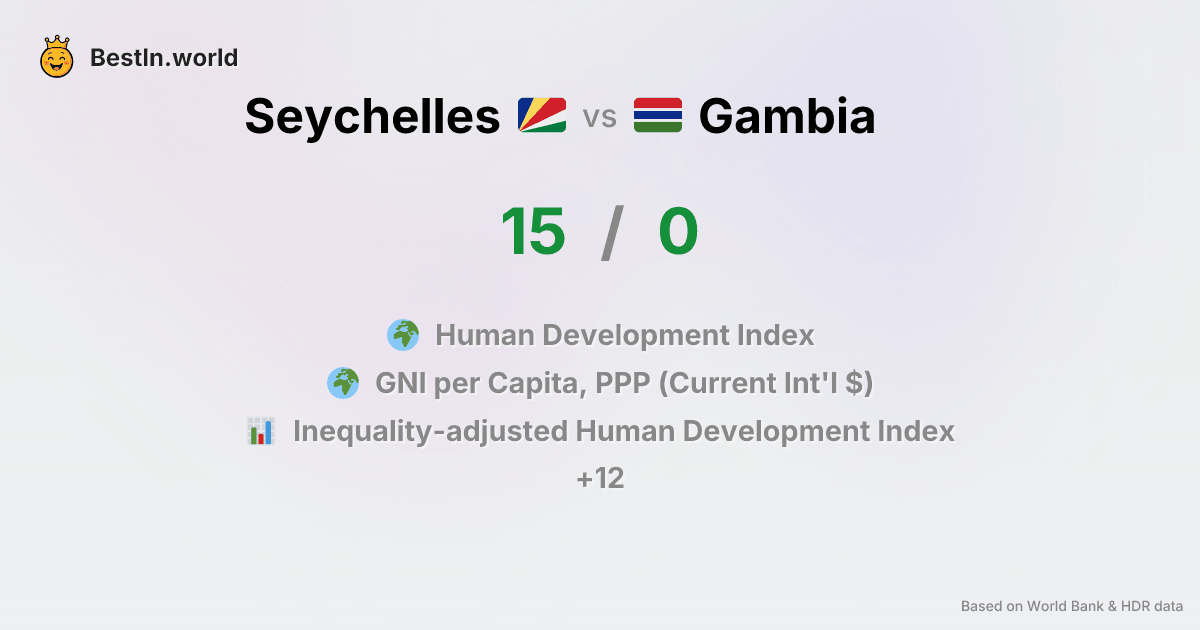 BestIn.world
Seychelles vs Gambia
15 / 0
Human Development Index
GNI per Capita, PPP (Current Int'l $)
Inequality-adjusted Human Development Index
+12
Based on World Bank & HDR data